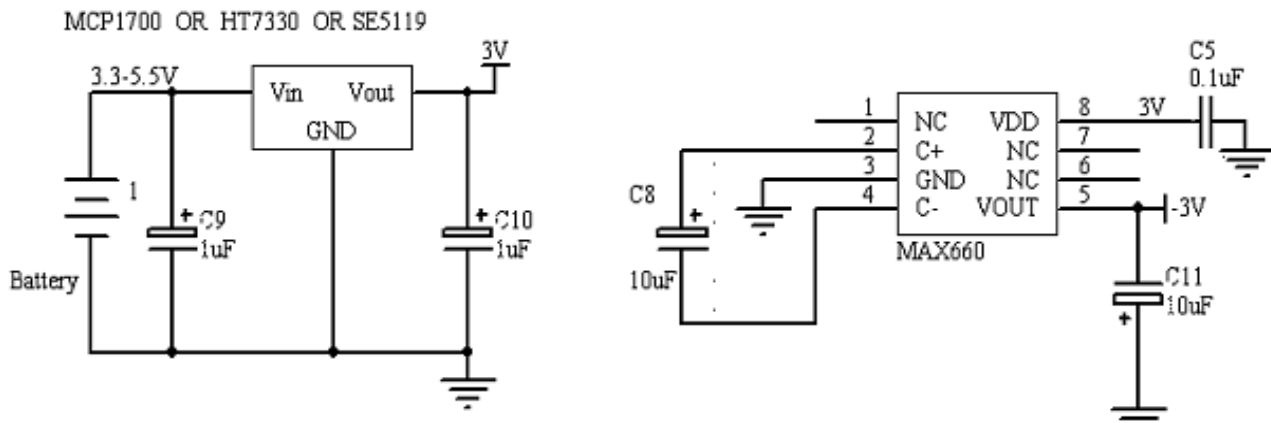 MCP1700 OR HT7330 OR SE5119
3.3-5.5V
Vin
Vout
GND
3V
1
C9
1uF
C10
1uF
Battery
C5
0.1uF
1
NC
VDD
8
3V
2
C+
NC
7
3
GND
NC
6
4
C-
VOUT
5
-3V
C8
10uF
MAX660
C11
10uF